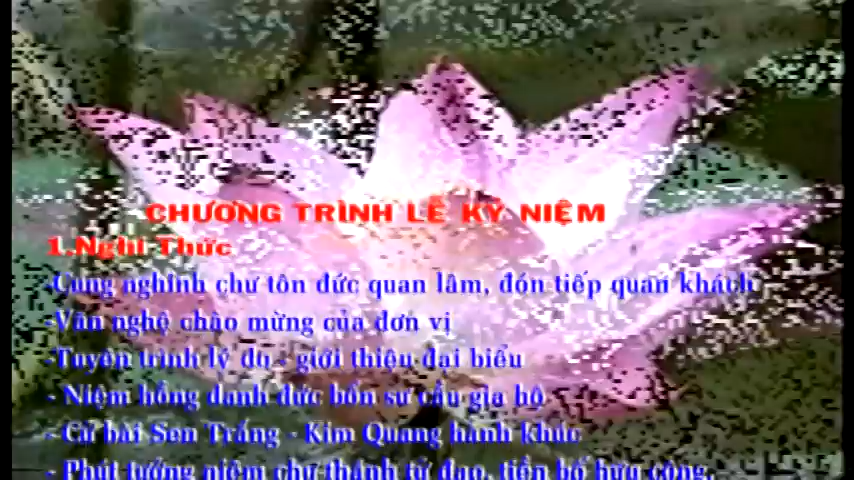 CHƯƠNG TRÌNH LỄ KỶ NIỆM
1.Nghi Thức
-Cung nghinh chư tôn đức quan lâm, đón tiếp quan khách
-Văn nghệ chào mừng của đơn vị
-Tuyên trình lý do - giới thiệu đại biểu
- Niệm hồng danh đức bổn sư cầu gia hộ
- Cử bài Sen Trắng - Kim Quang hành khúc
- Phút tưởng niệm chư thánh tử đạo, tiền bố hữu công,